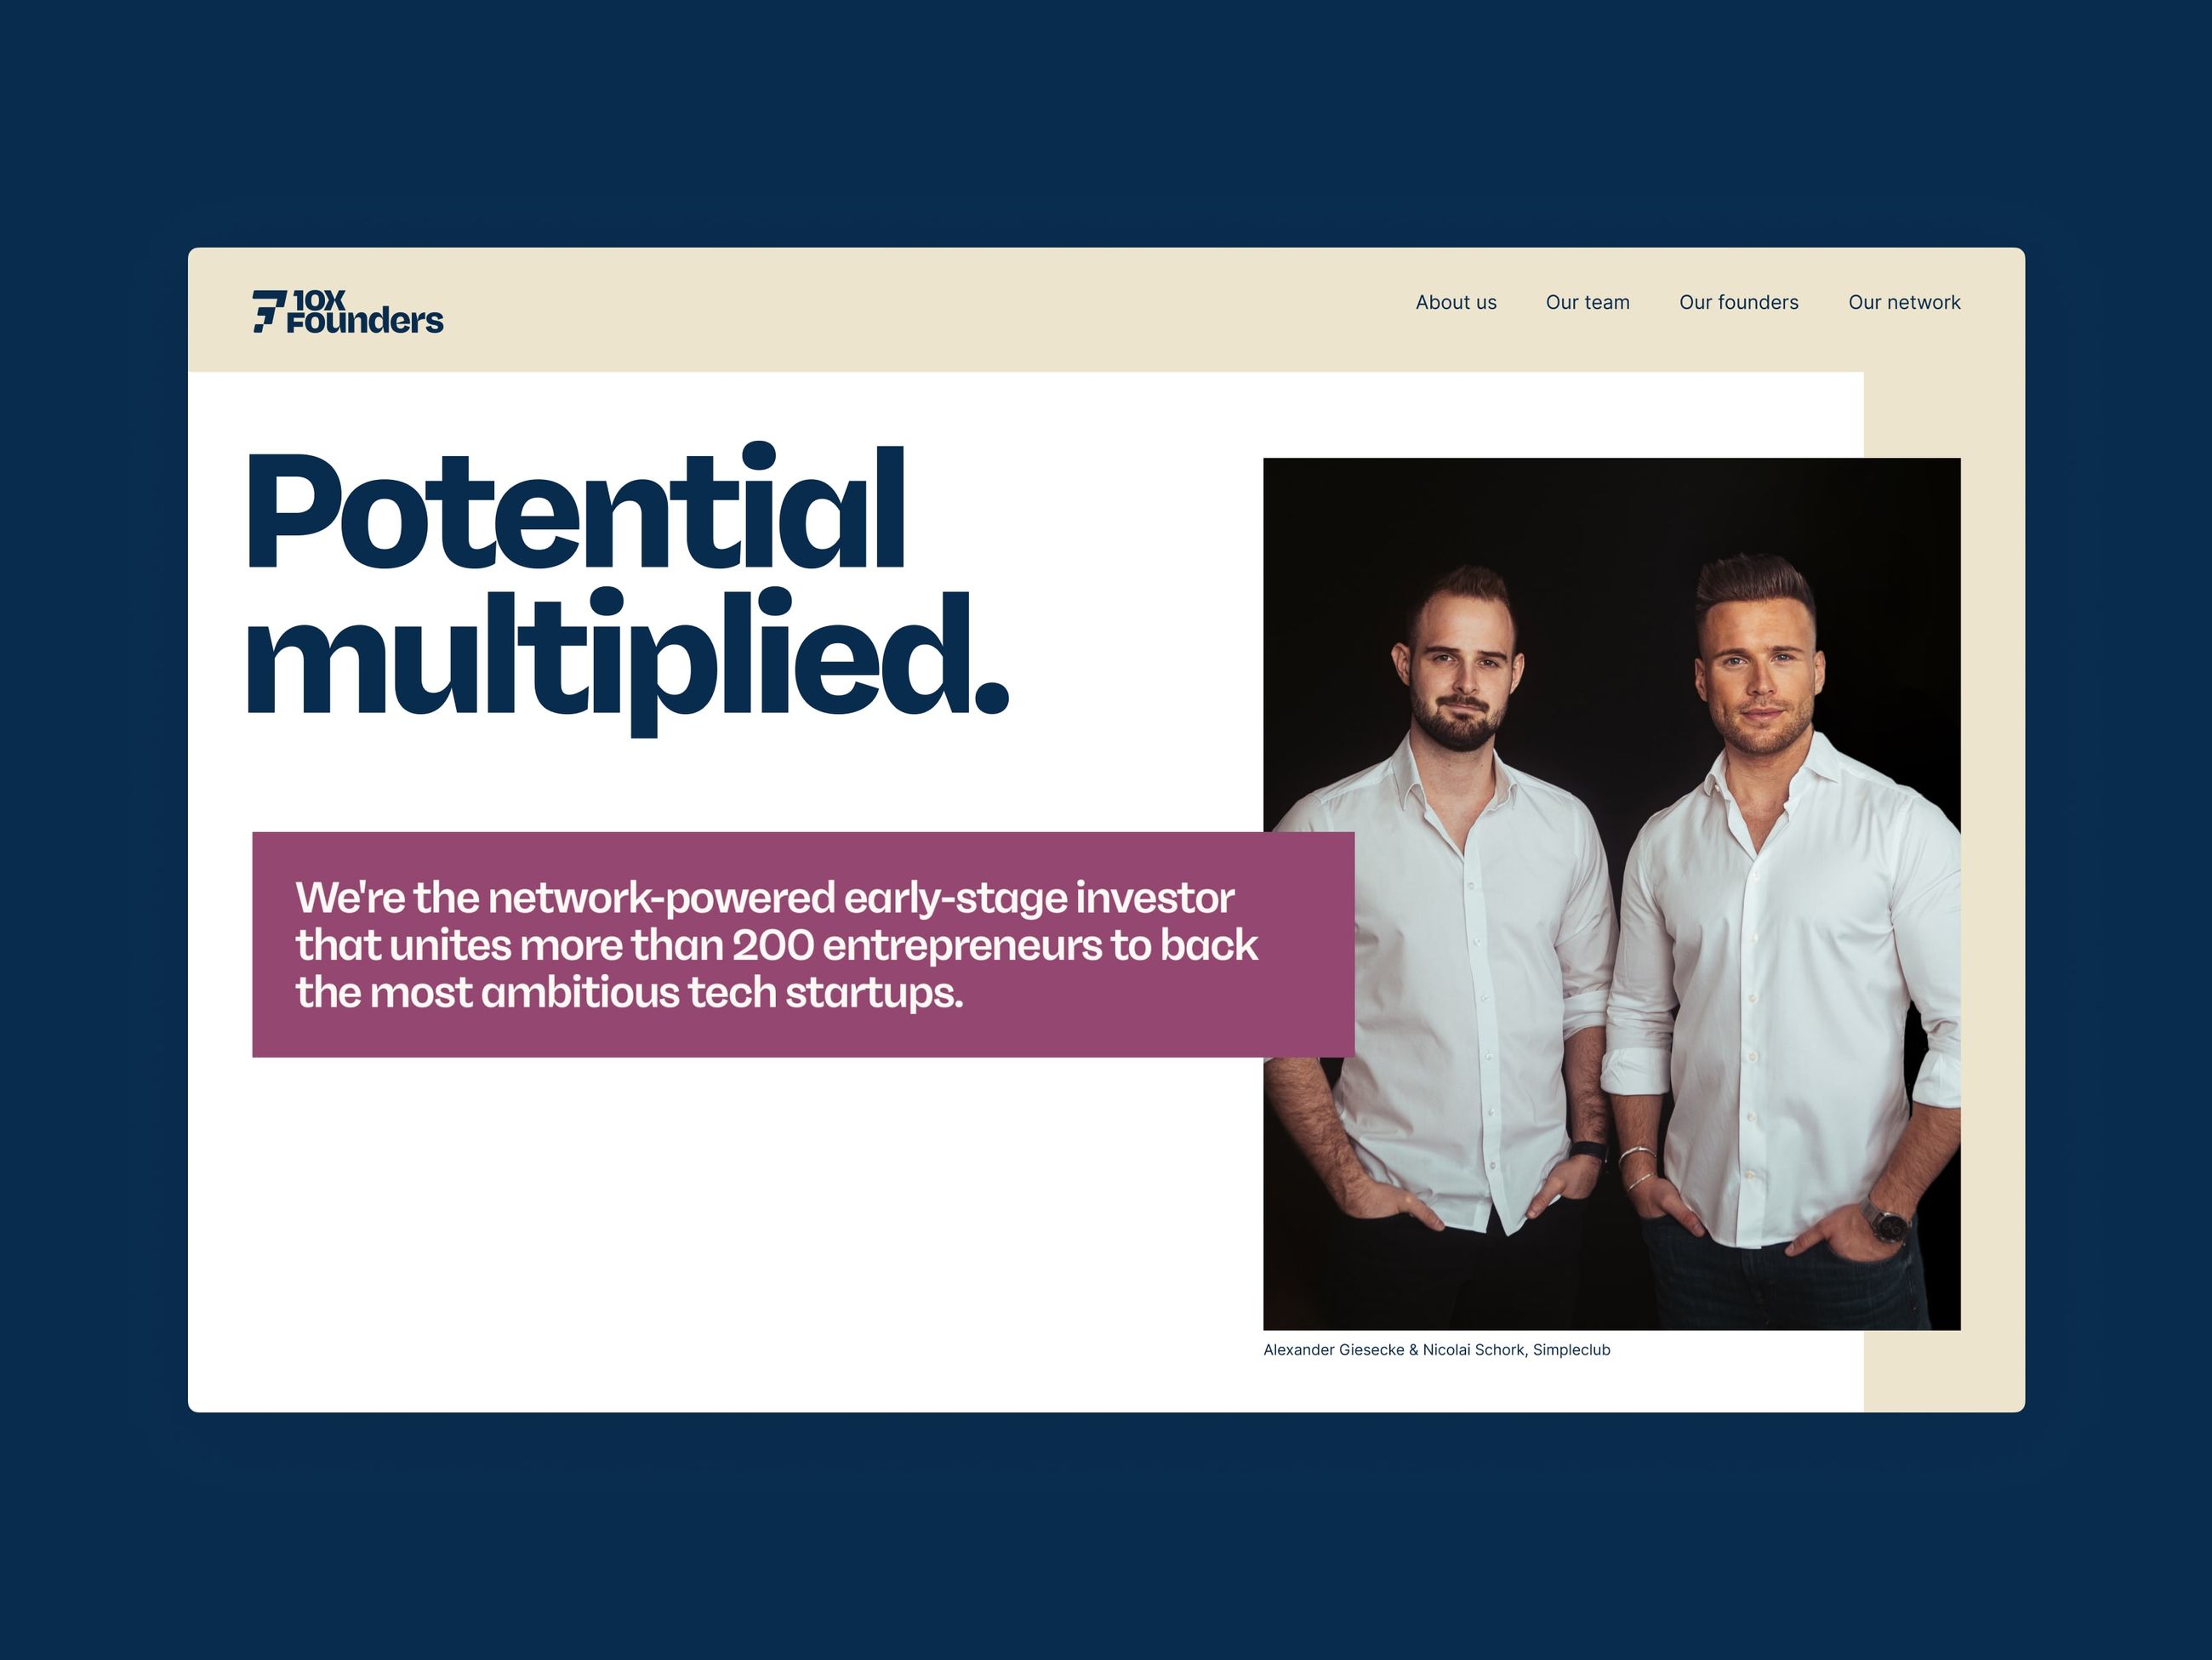 10X
Founders
About us
Our team
Our founders
Our network
Potential
multiplied.
We're the network-powered early-stage investor
that unites more than 200 entrepreneurs to back
the most ambitious tech startups.
Alexander Giesecke & Nicolai Schork, Simpleclub